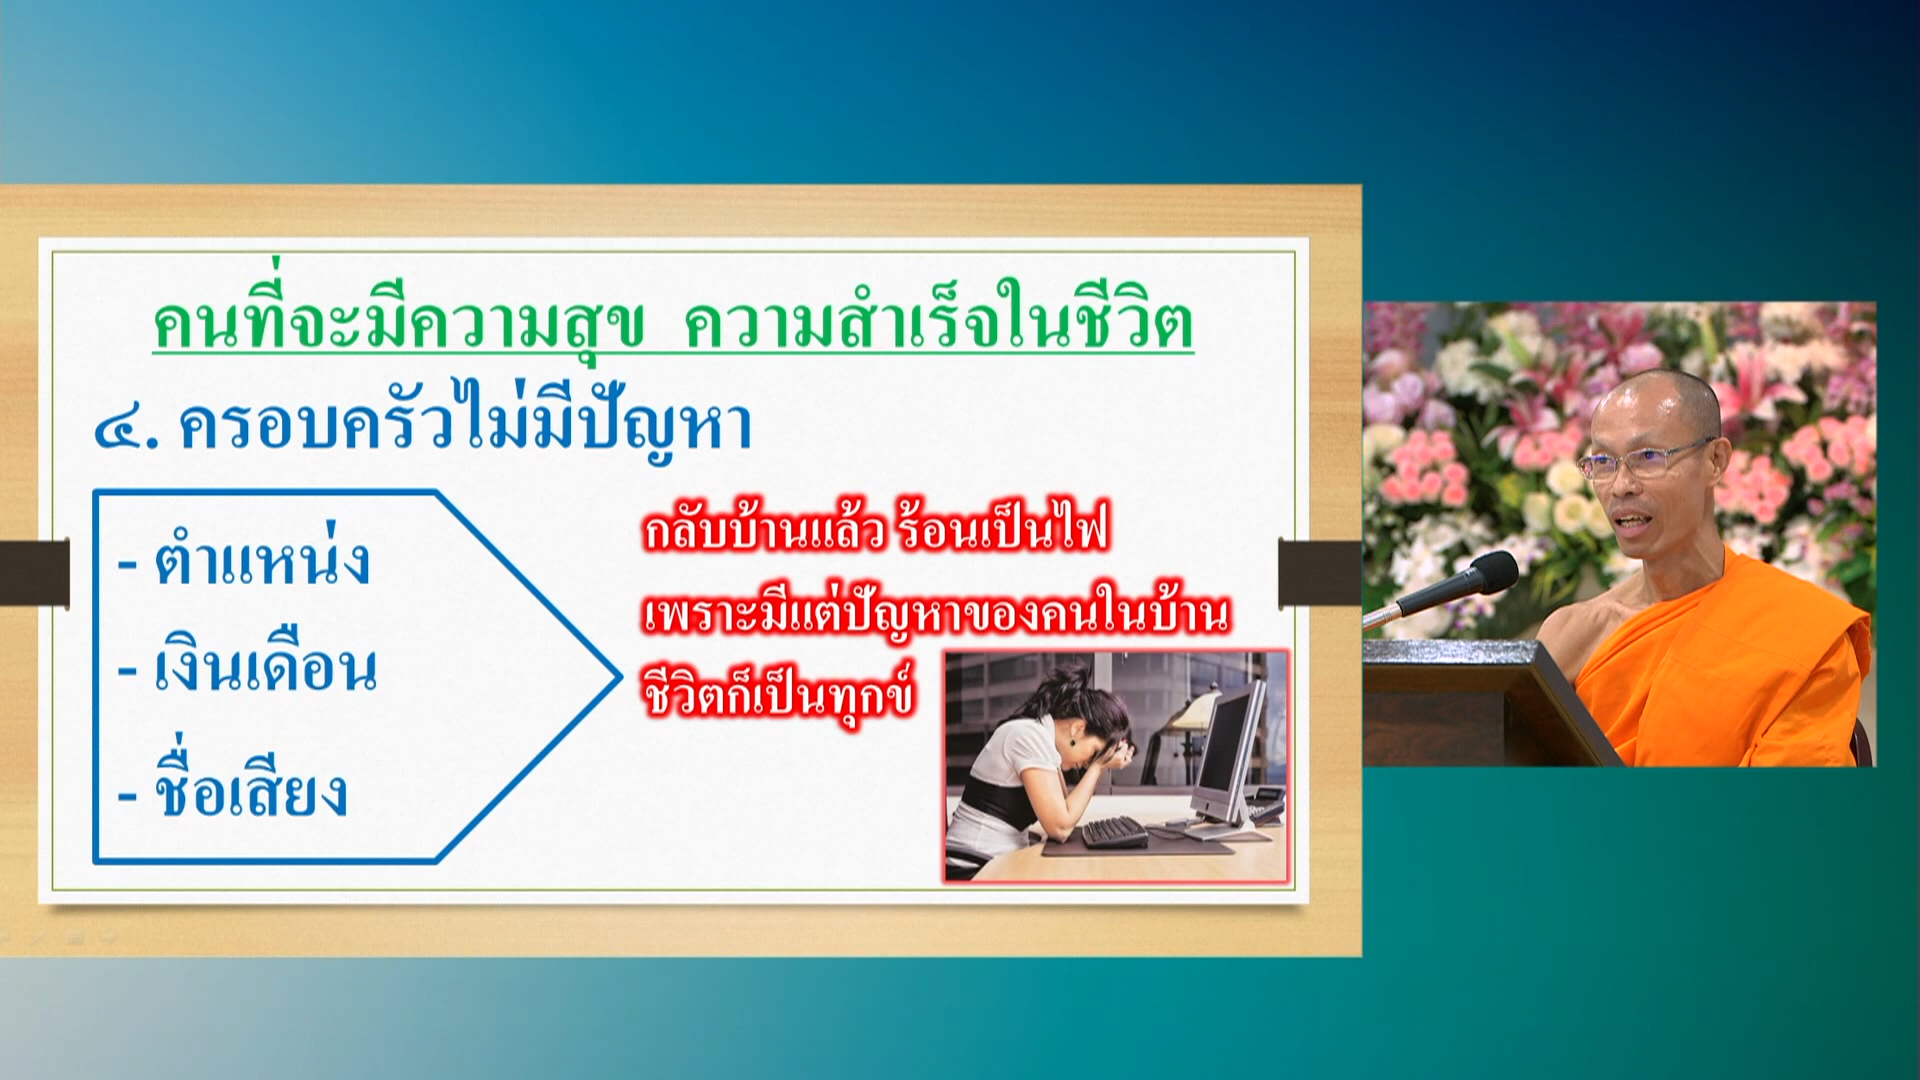 คนที่จะมีความสุข ความสำเร็จในชีวิต
๔. ครอบครัวไม่มีปัญหา
- ตำแหน่ง
- เงินเดือน
- ชื่อเสียง
กลับบ้านแล้ว ร้อนเป็นไฟ
เพราะมีแต่ปัญหาของคนในบ้าน
ชีวิตก็เป็นทุกข์